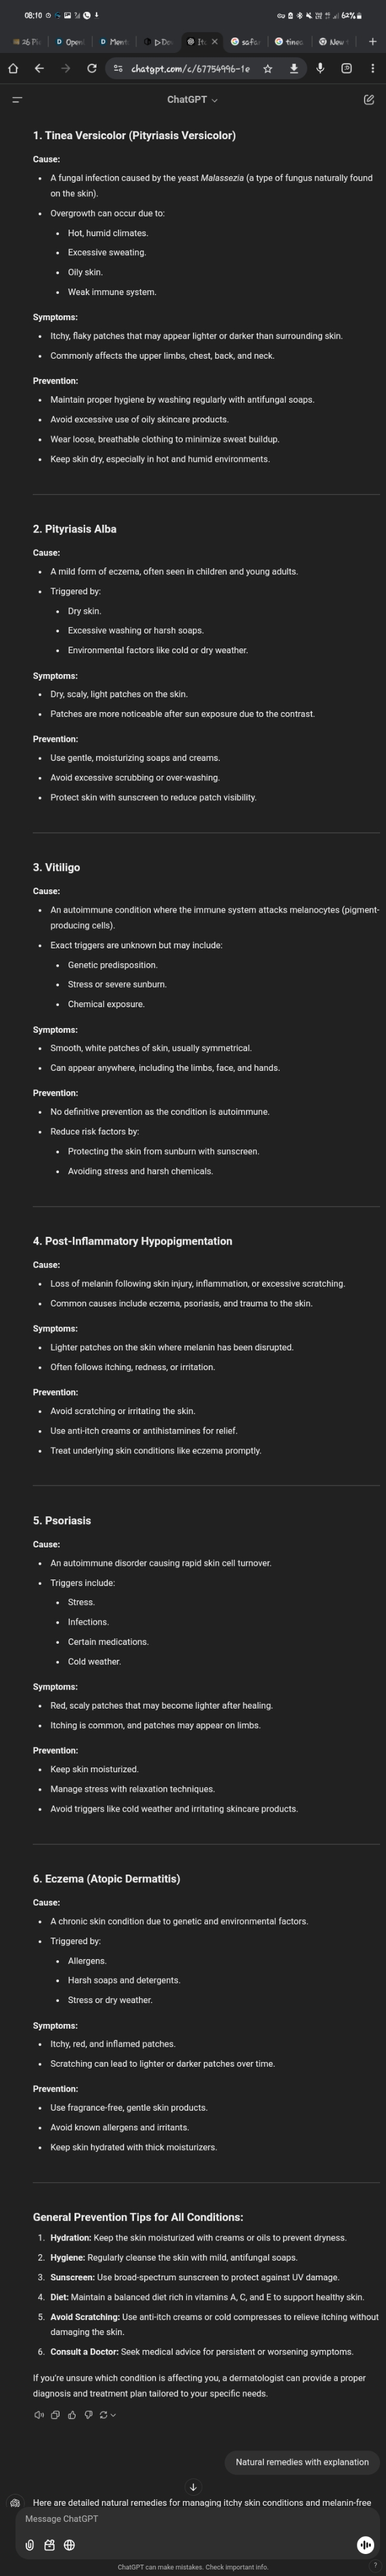 08:10
62%
26 Pic
D Open
D Ment
Do
It
safa
tinea
New
chatgpt.com/c/67754996-1e
ChatGPT
1. Tinea Versicolor (Pityriasis Versicolor)
Cause:
• A fungal infection caused by the yeast Malassezia (a type of fungus naturally found
on the skin).
• Overgrowth can occur due to:
• Hot, humid climates.
• Excessive sweating.
• Oily skin.
• Weak immune system.
Symptoms:
• Itchy, flaky patches that may appear lighter or darker than surrounding skin.
• Commonly affects the upper limbs, chest, back, and neck.
Prevention:
• Maintain proper hygiene by washing regularly with antifungal soaps.
• Avoid excessive use of oily skincare products.
• Wear loose, breathable clothing to minimize sweat buildup.
• Keep skin dry, especially in hot and humid environments.
2. Pityriasis Alba
Cause:
• A mild form of eczema, often seen in children and young adults.
• Triggered by:
• Dry skin.
• Excessive washing or harsh soaps.
• Environmental factors like cold or dry weather.
Symptoms:
• Dry, scaly, light patches on the skin.
• Patches are more noticeable after sun exposure due to the contrast.
Prevention:
• Use gentle, moisturizing soaps and creams.
• Avoid excessive scrubbing or over-washing.
• Protect skin with sunscreen to reduce patch visibility.
3. Vitiligo
Cause:
• An autoimmune condition where the immune system attacks melanocytes (pigment-
producing cells).
• Exact triggers are unknown but may include:
• Genetic predisposition.
• Stress or severe sunburn.
• Chemical exposure.
Symptoms:
• Smooth, white patches of skin, usually symmetrical.
• Can appear anywhere, including the limbs, face, and hands.
Prevention:
• No definitive prevention as the condition is autoimmune.
• Reduce risk factors by:
• Protecting the skin from sunburn with sunscreen.
• Avoiding stress and harsh chemicals.
4. Post-Inflammatory Hypopigmentation
Cause:
• Loss of melanin following skin injury, inflammation, or excessive scratching.
• Common causes include eczema, psoriasis, and trauma to the skin.
Symptoms:
• Lighter patches on the skin where melanin has been disrupted.
• Often follows itching, redness, or irritation.
Prevention:
• Avoid scratching or irritating the skin.
• Use anti-itch creams or antihistamines for relief.
• Treat underlying skin conditions like eczema promptly.
5. Psoriasis
Cause:
• An autoimmune disorder causing rapid skin cell turnover.
• Triggers include:
• Stress.
• Infections.
• Certain medications.
• Cold weather.
Symptoms:
• Red, scaly patches that may become lighter after healing.
• Itching is common, and patches may appear on limbs.
Prevention:
• Keep skin moisturized.
• Manage stress with relaxation techniques.
• Avoid triggers like cold weather and irritating skincare products.
6. Eczema (Atopic Dermatitis)
Cause:
• A chronic skin condition due to genetic and environmental factors.
• Triggered by:
• Allergens.
• Harsh soaps and detergents.
• Stress or dry weather.
Symptoms:
• Itchy, red, and inflamed patches.
• Scratching can lead to lighter or darker patches over time.
Prevention:
• Use fragrance-free, gentle skin products.
• Avoid known allergens and irritants.
• Keep skin hydrated with thick moisturizers.
General Prevention Tips for All Conditions:
1. Hydration: Keep the skin moisturized with creams or oils to prevent dryness.
2. Hygiene: Regularly cleanse the skin with mild, antifungal soaps.
3. Sunscreen: Use broad-spectrum sunscreen to protect against UV damage.
4. Diet: Maintain a balanced diet rich in vitamins A, C, and E to support healthy skin.
5. Avoid Scratching: Use anti-itch creams or cold compresses to relieve itching without
damaging the skin.
6. Consult a Doctor: Seek medical advice for persistent or worsening symptoms.
If you're unsure which condition is affecting you, a dermatologist can provide a proper
diagnosis and treatment plan tailored to your specific needs.
Natural remedies with explanation
Here are detailed natural remedies for managing itchy skin conditions and melanin-free
Message ChatGPT
ChatGPT can make mistakes. Check important info.
?